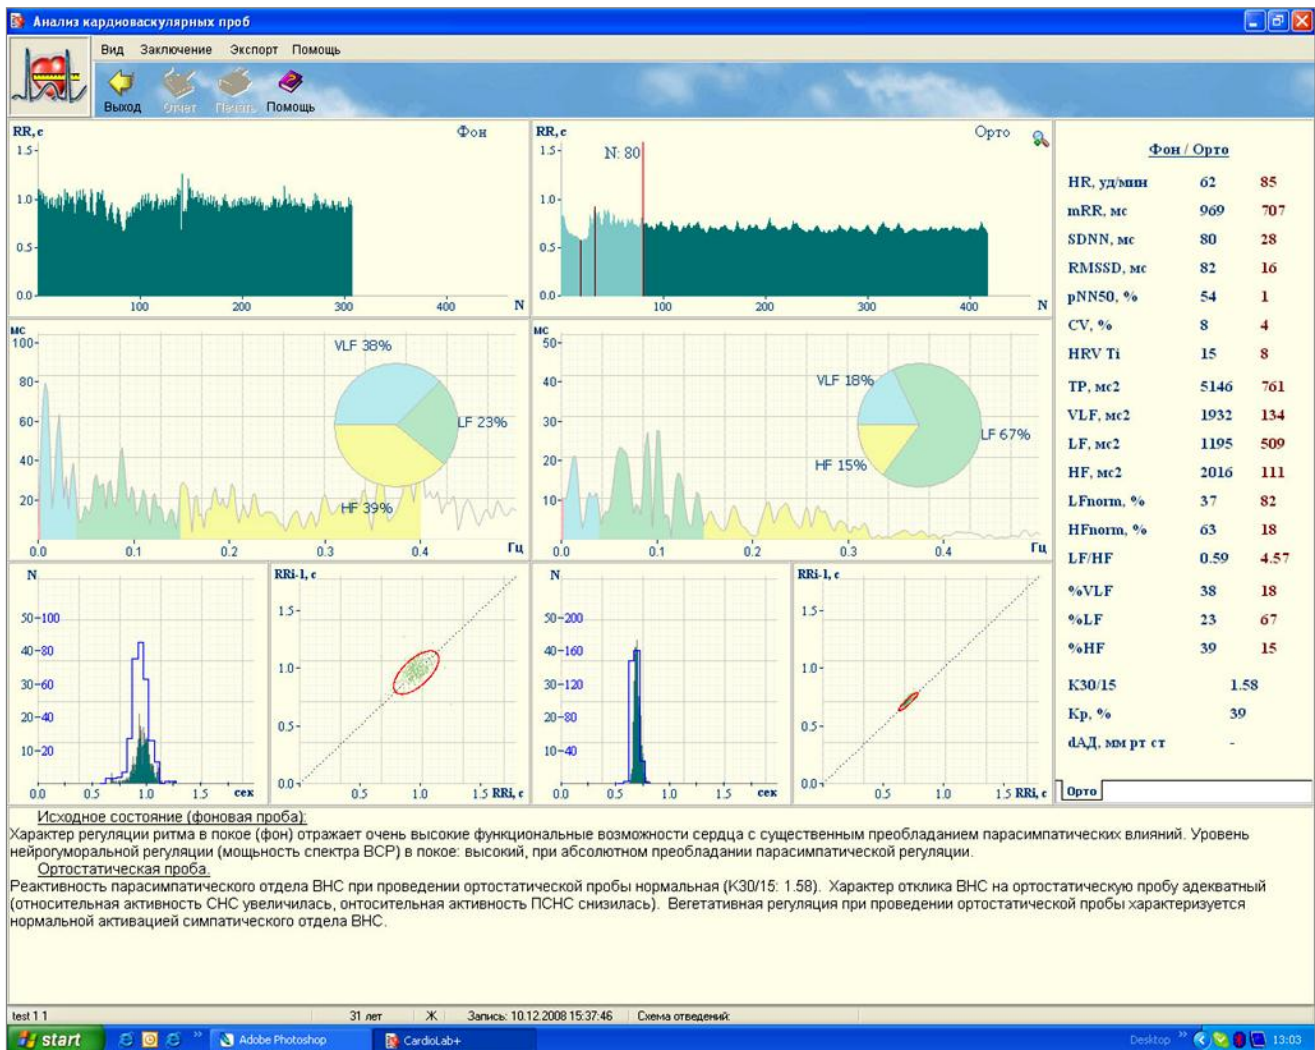 Анализ кардиоваскулярных проб
Вид Заключение Экспорт Помощь
Выход Отчет Печать Помощь
RR, с Фон
1.5
1.0
0.5
0.0
100 200 300 400 N
RR, с Орто
N: 80
1.5
1.0
0.5
0.0
100 200 300 400 N
мс
100
80
60
40
20
VLF 38%
LF 23%
HF 39%
0.0 0.1 0.2 0.3 0.4 Гц
мс
50
40
30
20
10
VLF 18%
LF 67%
HF 15%
0.0 0.1 0.2 0.3 0.4 Гц
N
50-100
40-80
30-60
20-40
10-20
0.0 0.5 1.0 1.5 сек
RRi-1, с
1.5
1.0
0.5
0.0
0.5 1.0 1.5 RRi, с
N
50-200
40-160
30-120
20-80
10-40
0.0 0.5 1.0 1.5 сек
RRi-1, с
1.5
1.0
0.5
0.0
0.5 1.0 1.5 RRi, с
Фон / Орто
HR, уд/мин 62 85
mRR, мс 969 707
SDNN, мс 80 28
RMSSD, мс 82 16
pNN50, % 54 1
CV, % 8 4
HRV Ti 15 8
TP, мс2 5146 761
VLF, мс2 1932 134
LF, мс2 1195 509
HF, мс2 2016 111
LFnorm, % 37 82
HFnorm, % 63 18
LF/HF 0.59 4.57
%VLF 38 18
%LF 23 67
%HF 39 15
К30/15 1.58
Кр, % 39
dАД, мм рт ст -
Орто
Исходное состояние (фоновая проба):
Характер регуляции ритма в покое (фон) отражает очень высокие функциональные возможности сердца с существенным преобладанием парасимпатических влияний. Уровень
нейрогуморальной регуляции (мощность спектра ВСР) в покое: высокий, при абсолютном преобладании парасимпатической регуляции.
Ортостатическая проба.
Реактивность парасимпатического отдела ВНС при проведении ортостатической пробы нормальная (К30/15: 1.58). Характер отклика ВНС на ортостатическую пробу адекватный
(относительная активность СНС увеличилась, онтосительная активность ПСНС снизилась). Вегетативная регуляция при проведении ортостатической пробы характеризуется
нормальной активацией симпатического отдела ВНС.
test 1 1 31 лет Ж Запись: 10.12.2008 15:37:46 Схема отведений:
start Adobe Photoshop CardioLab+ Desktop 13:03